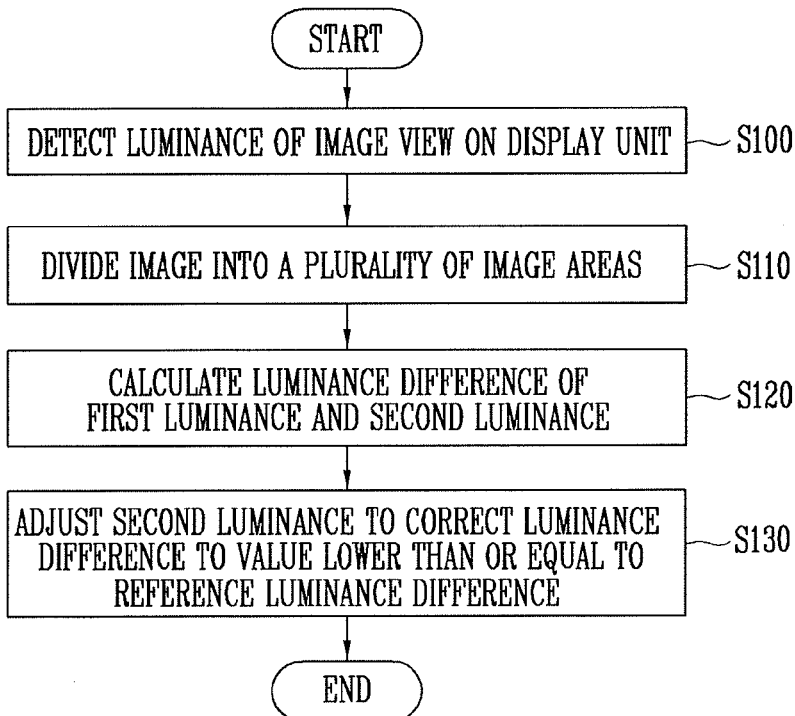 START
DETECT LUMINANCE OF IMAGE VIEW ON DISPLAY UNIT
S100
DIVIDE IMAGE INTO A PLURALITY OF IMAGE AREAS
S110
CALCULATE LUMINANCE DIFFERENCE OF
FIRST LUMINANCE AND SECOND LUMINANCE
S120
ADJUST SECOND LUMINANCE TO CORRECT LUMINANCE
DIFFERENCE TO VALUE LOWER THAN OR EQUAL TO
REFERENCE LUMINANCE DIFFERENCE
S130
END